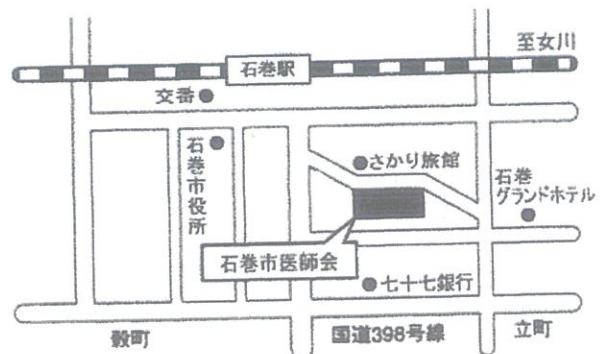 至女川
石巻駅
交番
石巻市役所
さかり旅館
石巻
グランドホテル
石巻市医師会
七十七銀行
穀町
国道398号線
立町